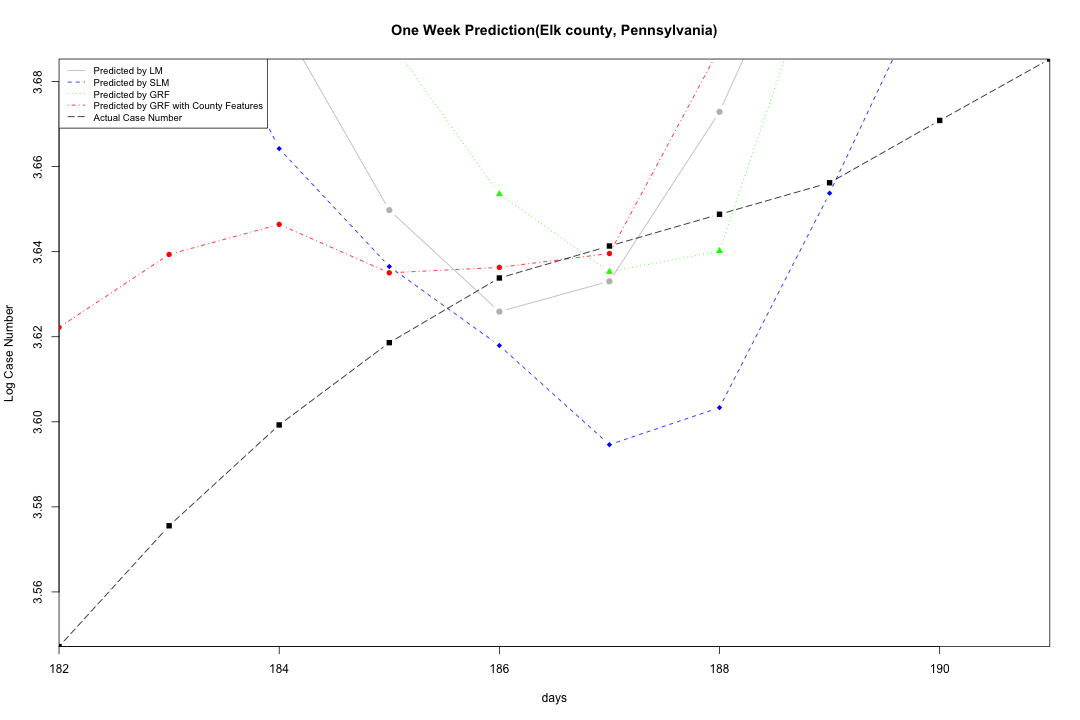 One Week Prediction(Elk county, Pennsylvania)
Predicted by LM
Predicted by SLM
Predicted by GRF
Predicted by GRF with County Features
Actual Case Number
3.68
3.66
3.64
3.62
3.60
3.58
3.56
Log Case Number
182
184
186
188
190
days